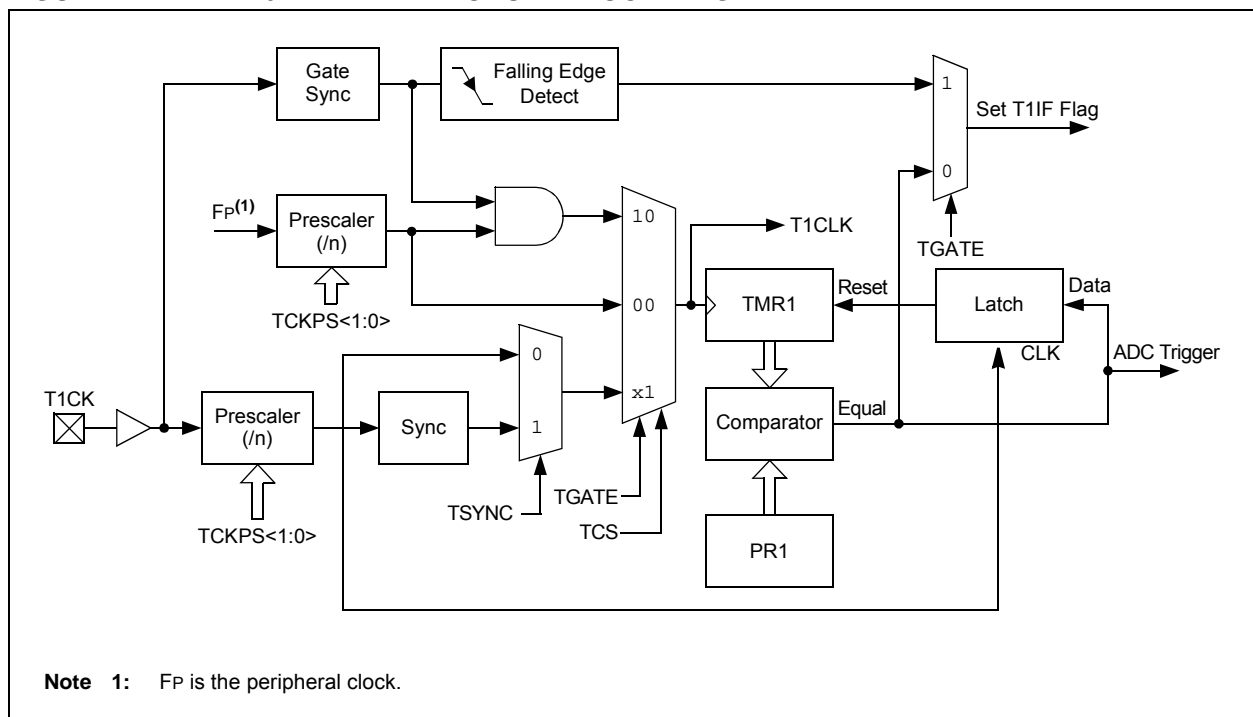 Gate
Sync
Falling Edge
Detect
1
Set T1IF Flag
0
TGATE
FP(1)
Prescaler
(/n)
TCKPS<1:0>
10
00
x1
T1CLK
TMR1
Reset
Latch
Data
CLK
ADC Trigger
T1CK
Prescaler
(/n)
TCKPS<1:0>
Sync
0
1
TSYNC
TGATE
TCS
Comparator
Equal
PR1
Note 1: FP is the peripheral clock.